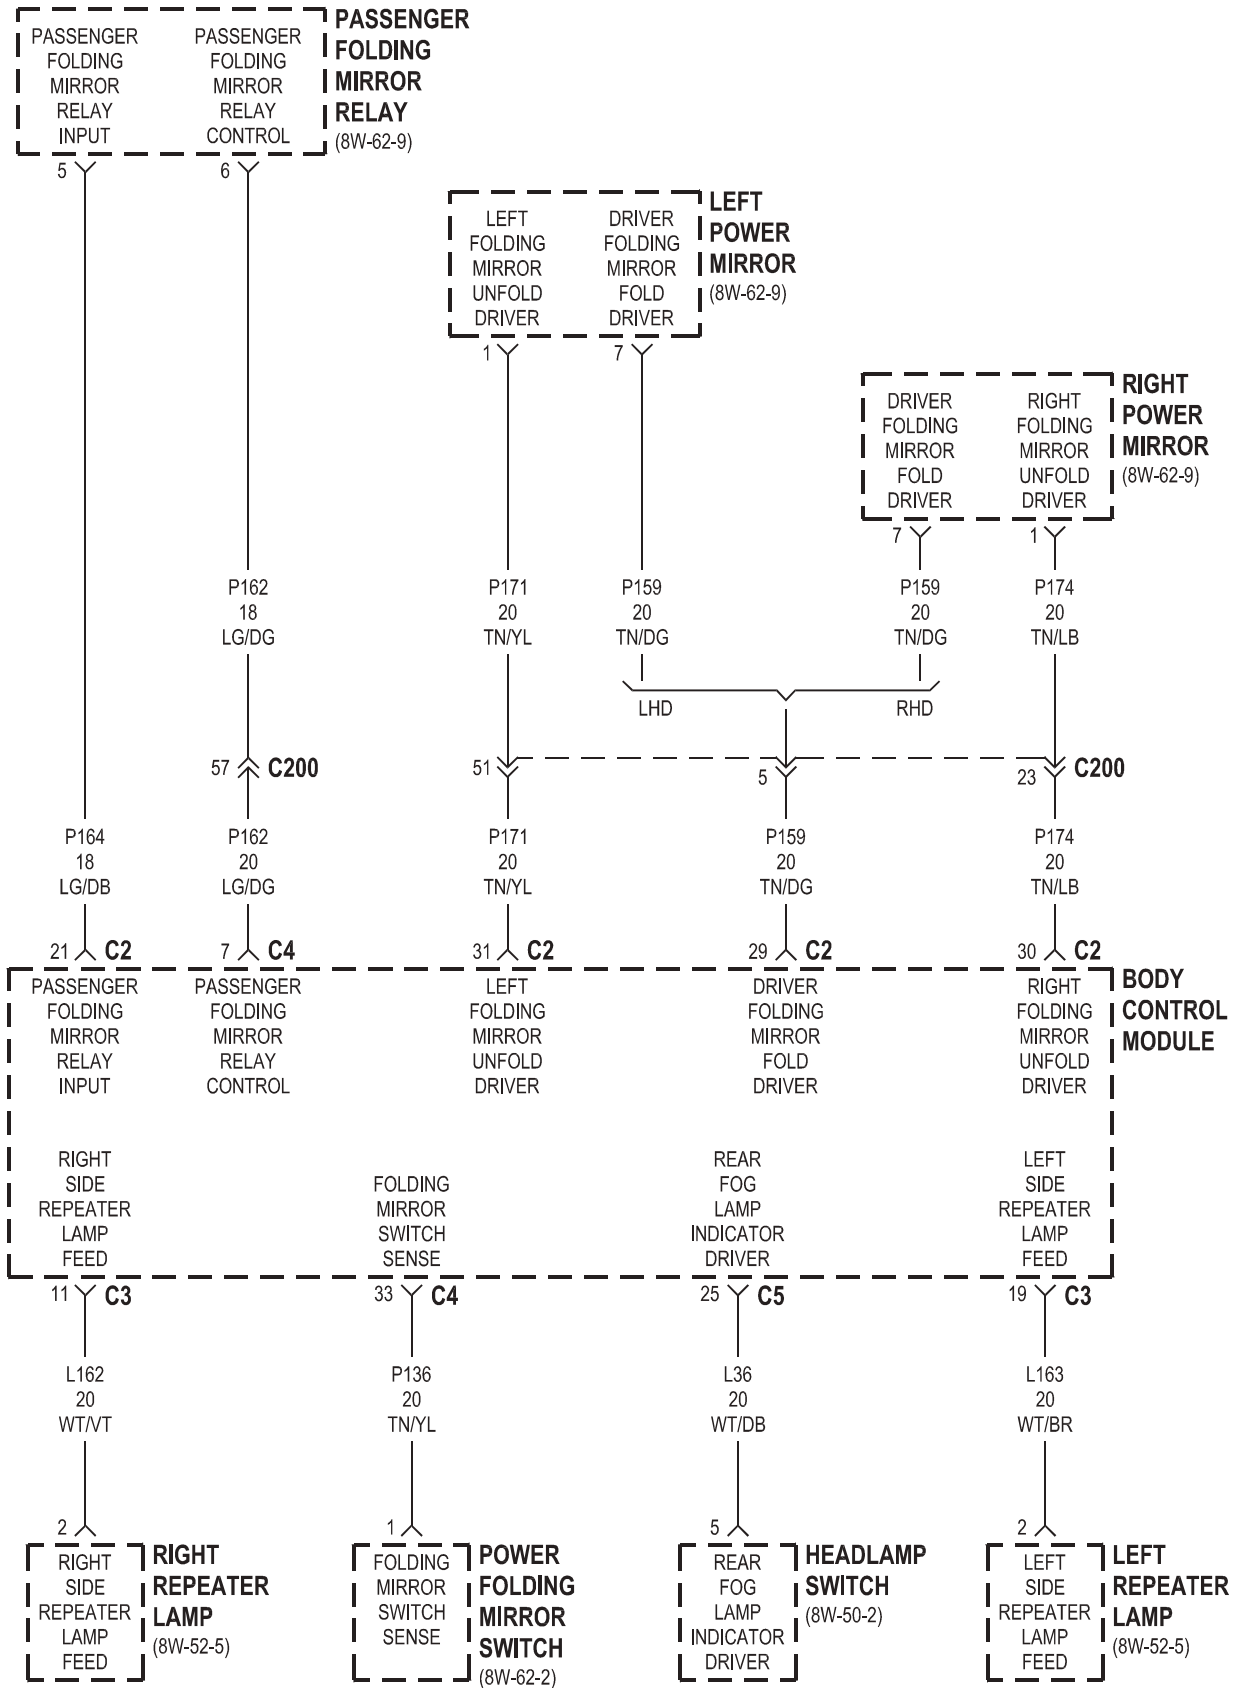 PASSENGER
FOLDING
MIRROR
RELAY
INPUT
PASSENGER
FOLDING
MIRROR
RELAY
CONTROL
PASSENGER
FOLDING
MIRROR
RELAY
(8W-62-9)
5
6
LEFT
FOLDING
MIRROR
UNFOLD
DRIVER
DRIVER
FOLDING
MIRROR
FOLD
DRIVER
LEFT
POWER
MIRROR
(8W-62-9)
1
7
DRIVER
FOLDING
MIRROR
FOLD
DRIVER
RIGHT
FOLDING
MIRROR
UNFOLD
DRIVER
RIGHT
POWER
MIRROR
(8W-62-9)
7
1
P162
18
LG/DG
P171
20
TN/YL
P159
20
TN/DG
P159
20
TN/DG
P174
20
TN/LB
LHD
RHD
57
C200
51
5
23
C200
P164
18
LG/DB
P162
20
LG/DG
P171
20
TN/YL
P159
20
TN/DG
P174
20
TN/LB
21
C2
7
C4
31
C2
29
C2
30
C2
PASSENGER
FOLDING
MIRROR
RELAY
INPUT
PASSENGER
FOLDING
MIRROR
RELAY
CONTROL
LEFT
FOLDING
MIRROR
UNFOLD
DRIVER
DRIVER
FOLDING
MIRROR
FOLD
DRIVER
RIGHT
FOLDING
MIRROR
UNFOLD
DRIVER
BODY
CONTROL
MODULE
RIGHT
SIDE
REPEATER
LAMP
FEED
FOLDING
MIRROR
SWITCH
SENSE
REAR
FOG
LAMP
INDICATOR
DRIVER
LEFT
SIDE
REPEATER
LAMP
FEED
11
C3
33
C4
25
C5
19
C3
L162
20
WT/VT
P136
20
TN/YL
L36
20
WT/DB
L163
20
WT/BR
2
1
5
2
RIGHT
SIDE
REPEATER
LAMP
FEED
RIGHT
REPEATER
LAMP
(8W-52-5)
FOLDING
MIRROR
SWITCH
SENSE
POWER
FOLDING
MIRROR
SWITCH
(8W-62-2)
REAR
FOG
LAMP
INDICATOR
DRIVER
HEADLAMP
SWITCH
(8W-50-2)
LEFT
SIDE
REPEATER
LAMP
FEED
LEFT
REPEATER
LAMP
(8W-52-5)